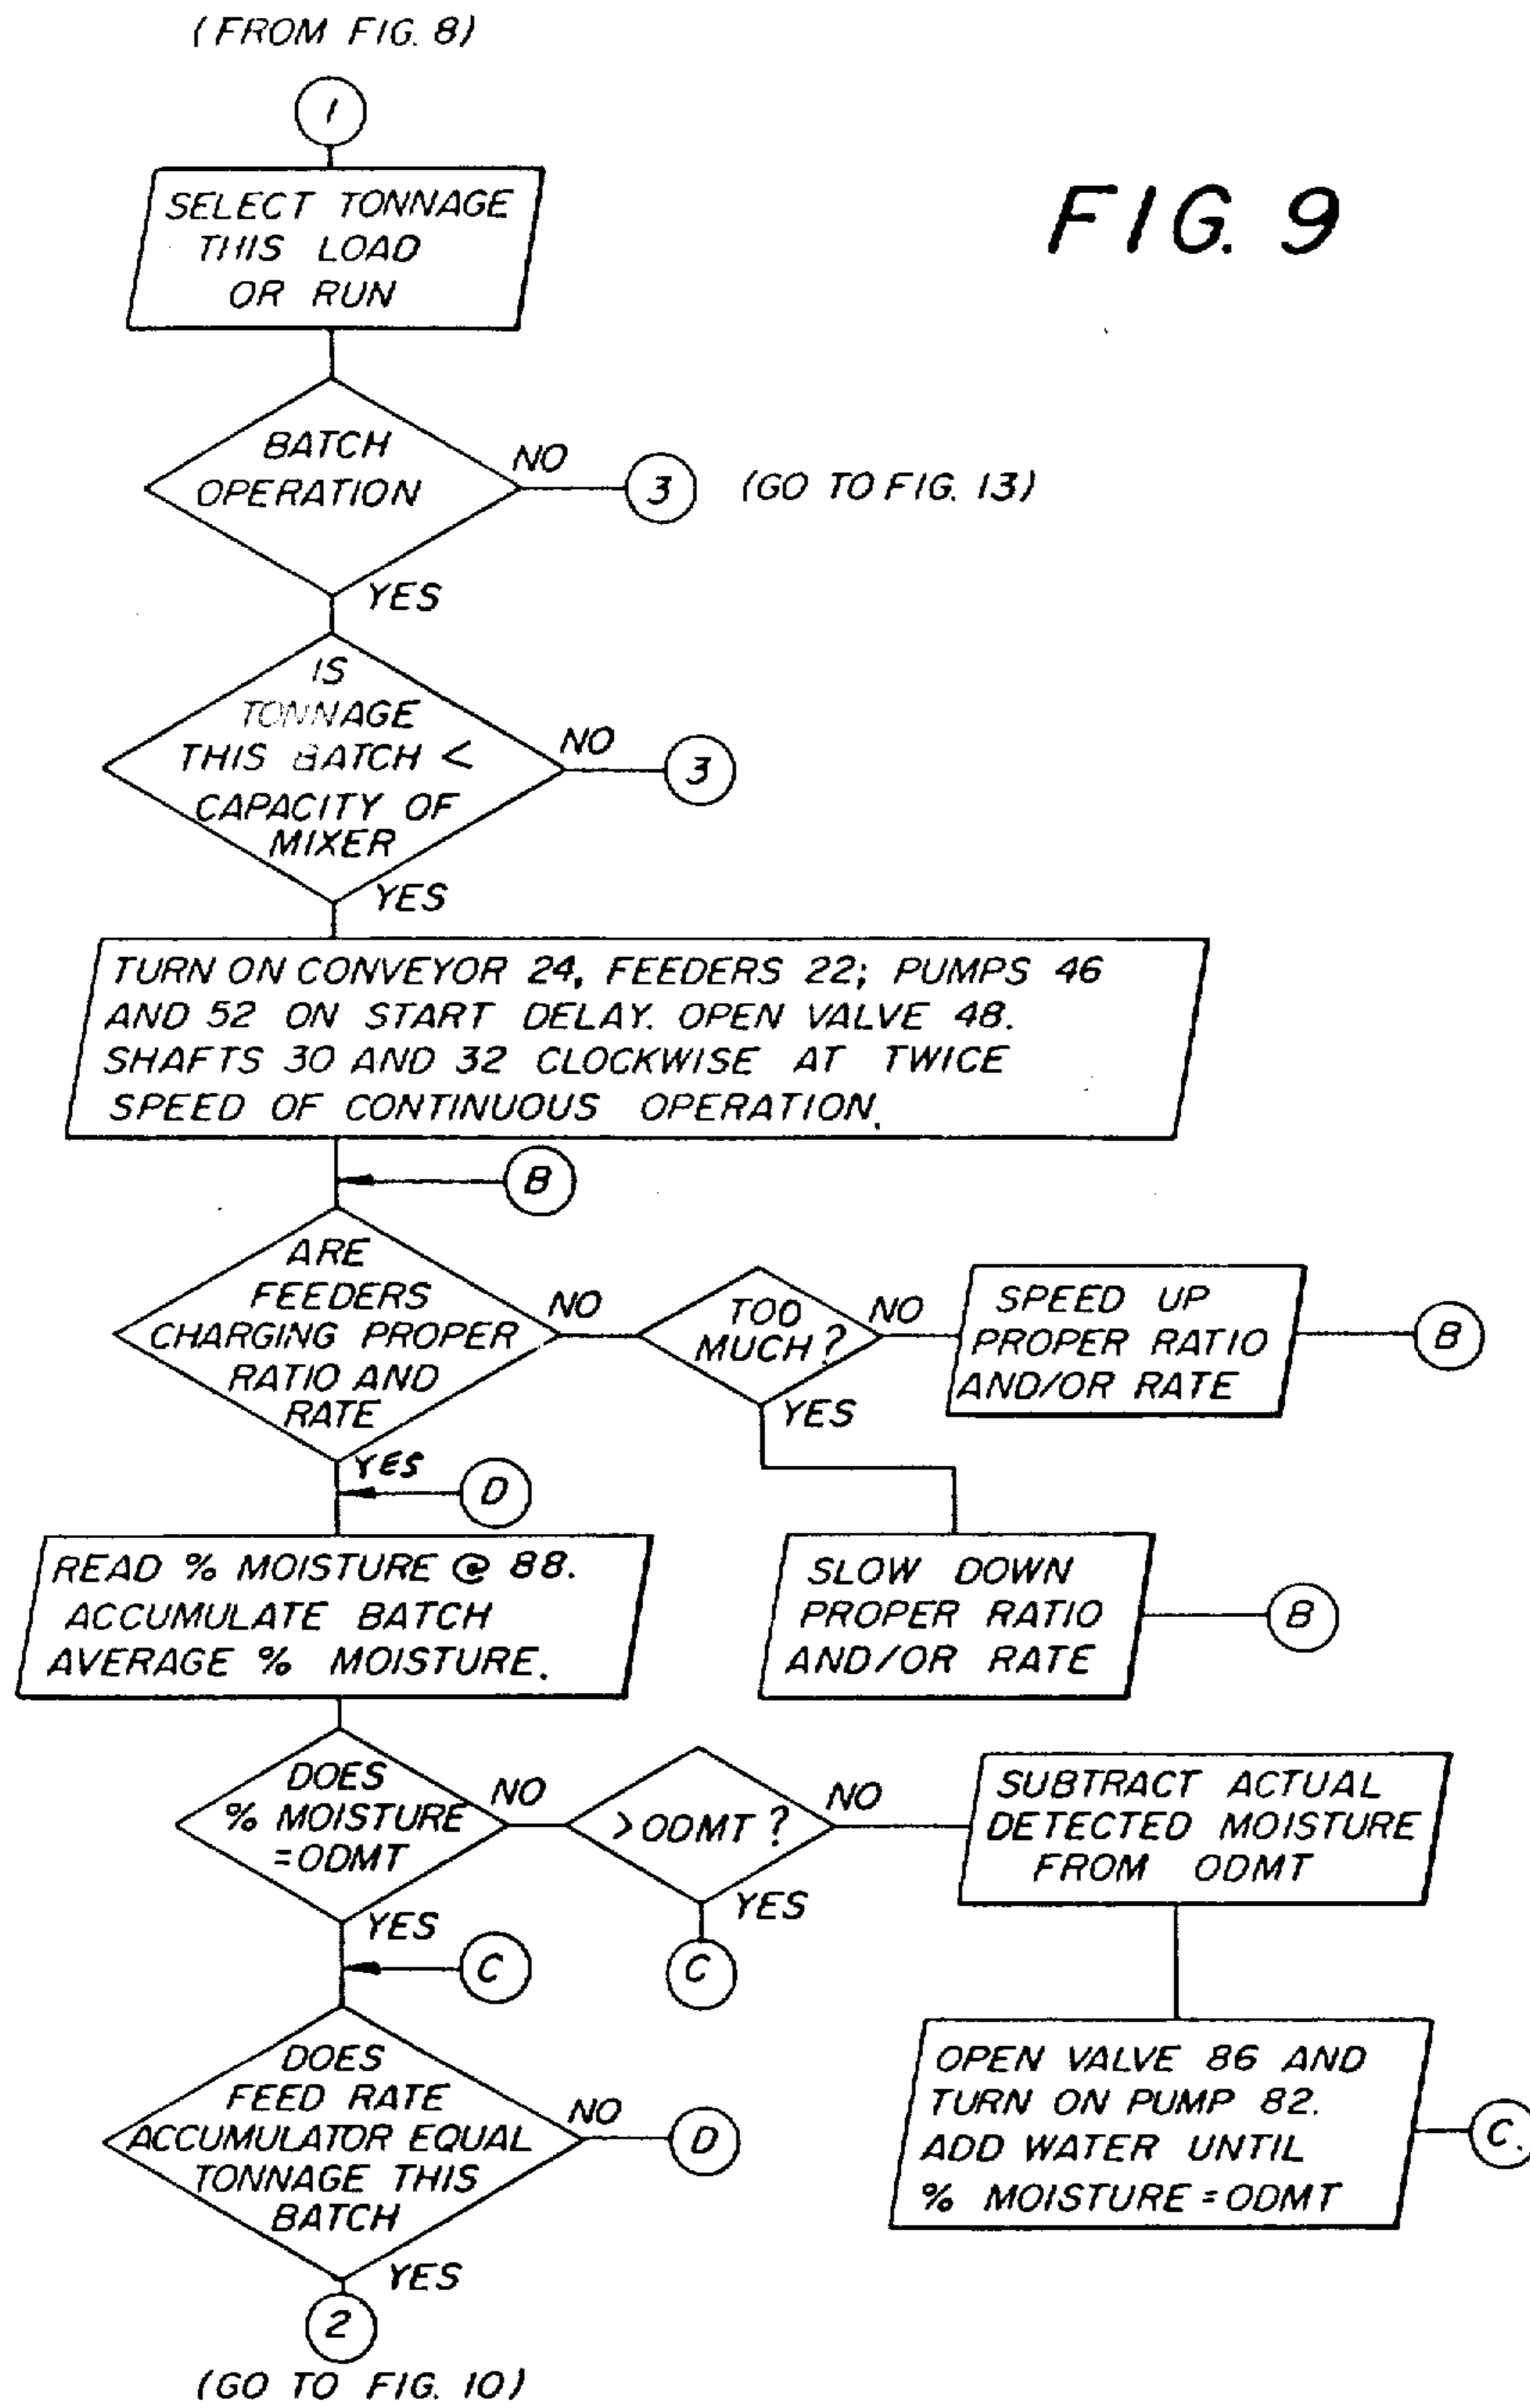 (FROM FIG. 8)
1
SELECT TONNAGE
THIS LOAD
OR RUN
FIG. 9
BATCH
OPERATION
NO
3
(GO TO FIG. 13)
YES
IS
TONNAGE
THIS BATCH <
CAPACITY OF
MIXER
NO
3
YES
TURN ON CONVEYOR 24, FEEDERS 22; PUMPS 46
AND 52 ON START DELAY. OPEN VALVE 48.
SHAFTS 30 AND 32 CLOCKWISE AT TWICE
SPEED OF CONTINUOUS OPERATION.
B
ARE
FEEDERS
CHARGING PROPER
RATIO AND
RATE
NO
TOO
MUCH?
NO
SPEED UP
PROPER RATIO
AND/OR RATE
B
YES
SLOW DOWN
PROPER RATIO
AND/OR RATE
B
YES
D
READ % MOISTURE @ 88.
ACCUMULATE BATCH
AVERAGE % MOISTURE.
DOES
% MOISTURE
=ODMT
NO
>ODMT?
NO
SUBTRACT ACTUAL
DETECTED MOISTURE
FROM ODMT
YES
C
YES
C
OPEN VALVE 86 AND
TURN ON PUMP 82.
ADD WATER UNTIL
% MOISTURE = ODMT
C.
DOES
FEED RATE
ACCUMULATOR EQUAL
TONNAGE THIS
BATCH
NO
D
YES
2
(GO TO FIG. 10)